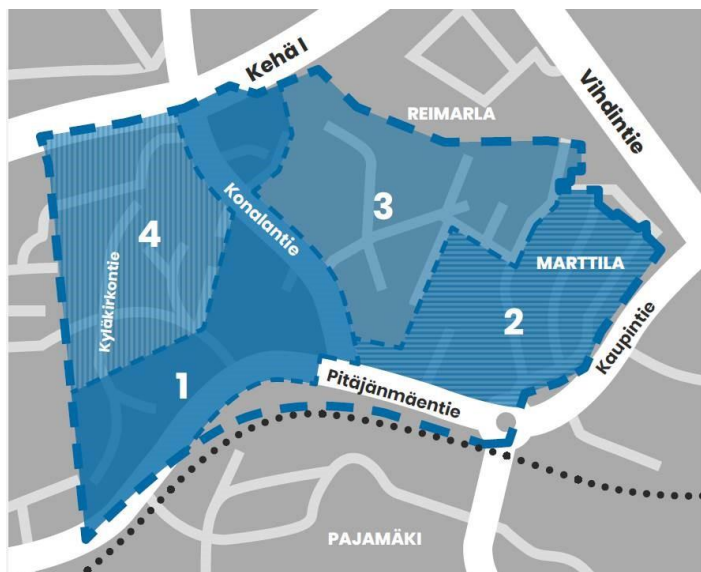 Kehä I
Vihdintie
REIMARLA
3
Konalantie
4
Kyläkirkontie
MARTTILA
2
Kaupintie
1
Pitäjänmäentie
PAJAMÄKI